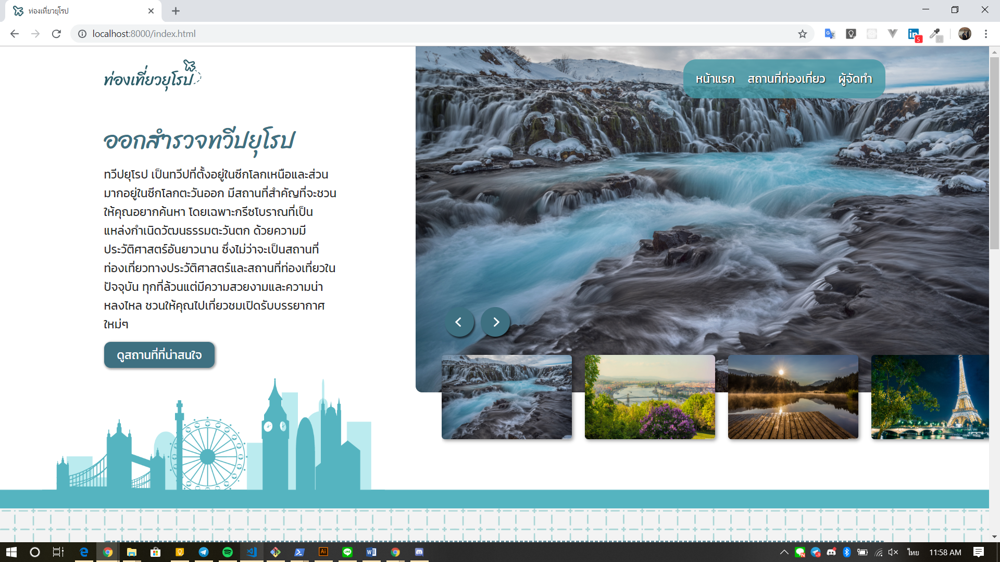 ท่องเที่ยวยุโรป
localhost:8000/index.html
5
ท่องเที่ยวยุโรป
หน้าแรก สถานที่ท่องเที่ยว ผู้จัดทำ
ออกสำรวจทวีปยุโรป
ทวีปยุโรป เป็นทวีปที่ตั้งอยู่ในซีกโลกเหนือและส่วน
มากอยู่ในซีกโลกตะวันออก มีสถานที่สำคัญที่จะชวน
ให้คุณอยากค้นหา โดยเฉพาะกรีซโบราณที่เป็น
แหล่งกำเนิดวัฒนธรรมตะวันตก ด้วยความมี
ประวัติศาสตร์อันยาวนาน ซึ่งไม่ว่าจะเป็นสถานที่
ท่องเที่ยวทางประวัติศาสตร์และสถานที่ท่องเที่ยวใน
ปัจจุบัน ทุกที่ล้วนแต่มีความสวยงามและความน่า
หลงไหล ชวนให้คุณไปเที่ยวชมเปิดรับบรรยากาศ
ใหม่ๆ
ดูสถานที่ที่น่าสนใจ
ไทย 11:58 AM